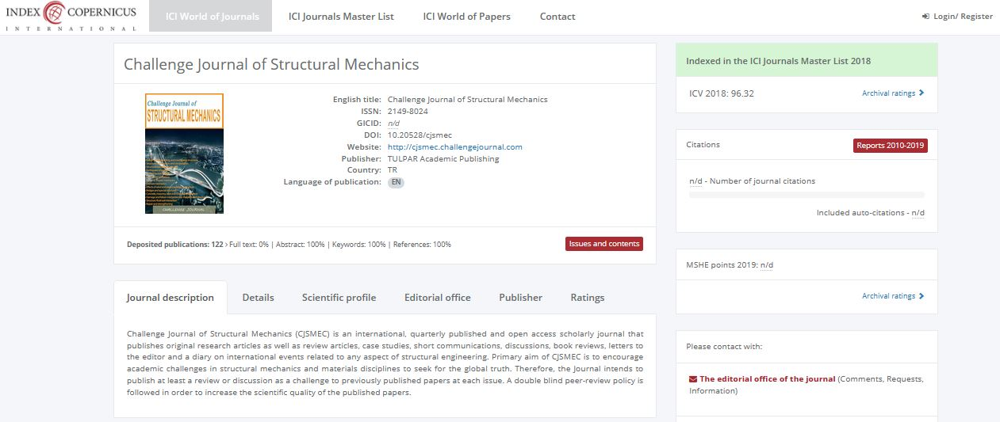 INDEX COPERNICUS
INTERNATIONAL
ICI World of Journals
ICI Journals Master List
ICI World of Papers
Contact
Login/ Register
Challenge Journal of Structural Mechanics
Challenge Journal of
STRUCTURAL MECHANICS
CHALLENGE JOURNAL
English title: Challenge Journal of Structural Mechanics
ISSN: 2149-8024
GICID: n/d
DOI: 10.20528/cjsmec
Website: http://cjsmec.challengejournal.com
Publisher: TULPAR Academic Publishing
Country: TR
Language of publication: EN
Deposited publications: 122 > Full text: 0% | Abstract: 100% | Keywords: 100% | References: 100%
Issues and contents
Journal description
Details
Scientific profile
Editorial office
Publisher
Ratings
Challenge Journal of Structural Mechanics (CJSMEC) is an international, quarterly published and open access scholarly journal that
publishes original research articles as well as review articles, case studies, short communications, discussions, book reviews, letters to
the editor and a diary on international events related to any aspect of structural engineering. Primary aim of CJSMEC is to encourage
academic challenges in structural mechanics and materials disciplines to seek for the global truth. Therefore, the Journal intends to
publish at least a review or discussion as a challenge to previously published papers at each issue. A double blind peer-review policy is
followed in order to increase the scientific quality of the published papers.
Indexed in the ICI Journals Master List 2018
ICV 2018: 96.32
Archival ratings
Citations
Reports 2010-2019
n/d - Number of journal citations
Included auto-citations - n/d
MSHE points 2019: n/d
Archival ratings
Please contact with:
The editorial office of the journal (Comments, Requests,
Information)